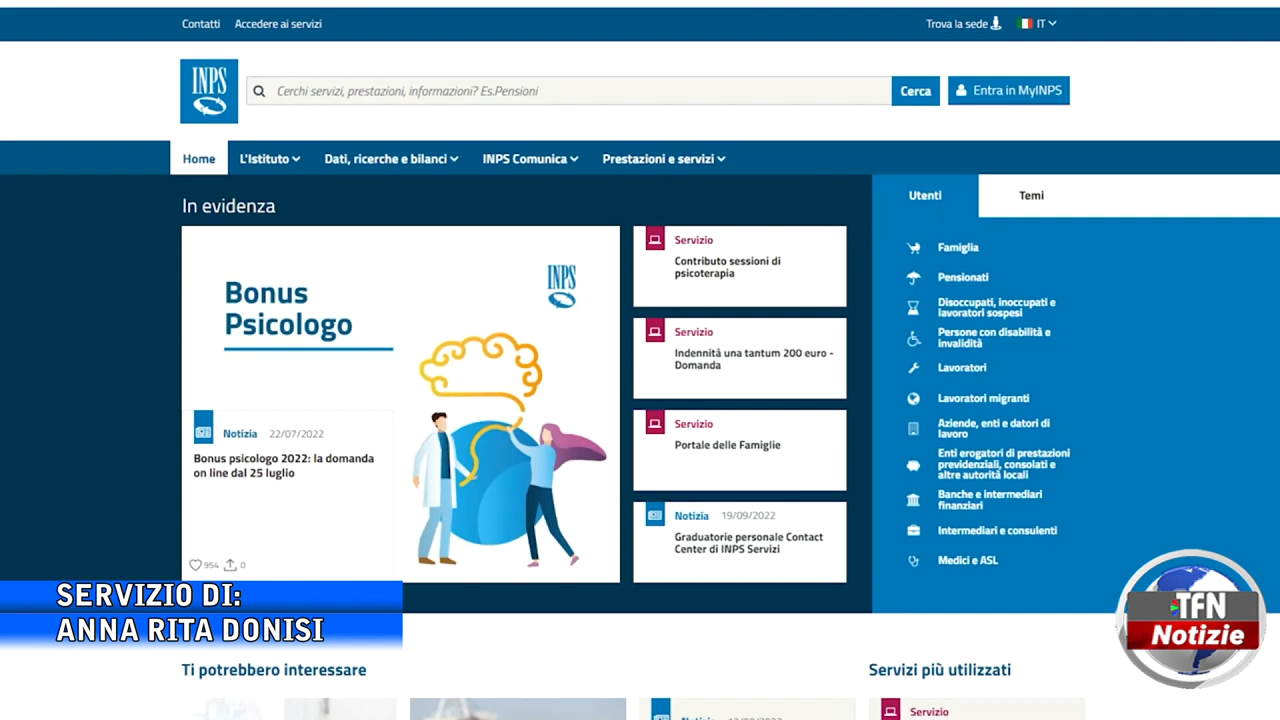 Contatti Accedere ai servizi Trova la sede IT
INPS Cerchi servizi, prestazioni, informazioni? Es.Pensioni Cerca Entra in MyINPS
Home L'Istituto Dati, ricerche e bilanci INPS Comunica Prestazioni e servizi
Utenti Temi
In evidenza
Bonus
Psicologo
INPS
Notizia 22/07/2022
Bonus psicologo 2022: la domanda
on line dal 25 luglio
954 0
Servizio
Contributo sessioni di
psicoterapia
Servizio
Indennità una tantum 200 euro -
Domanda
Servizio
Portale delle Famiglie
Notizia 19/09/2022
Graduatorie personale Contact
Center di INPS Servizi
Famiglia
Pensionati
Disoccupati, inoccupati e
lavoratori sospesi
Persone con disabilità e
invalidità
Lavoratori
Lavoratori migranti
Aziende, enti e datori di
lavoro
Enti erogatori di prestazioni
previdenziali, consolati e
altre autorità locali
Banche e intermediari
finanziari
Intermediari e consulenti
Medici e ASL
SERVIZIO DI:
ANNA RITA DONISI
TFN
Notizie
Ti potrebbero interessare Servizi più utilizzati
Servizio